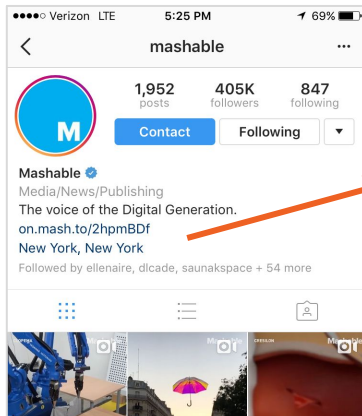 Verizon LTE 5:25 PM 69%
mashable
1,952 405K 847
posts followers following
Contact Following
M
Mashable
Media/News/Publishing
The voice of the Digital Generation.
on.mash.to/2hpmBDf
New York, New York
Followed by ellenaire, dlcade, saunakspace + 54 more